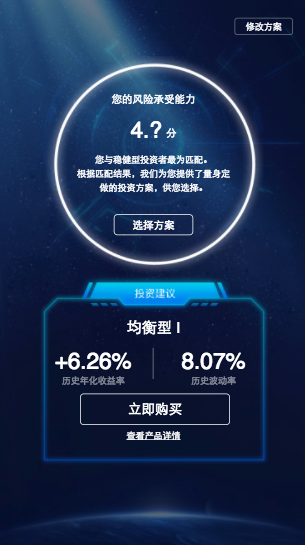 修改方案
您的风险承受能力
4.? 分
您与稳健型投资者最为匹配。
根据匹配结果，我们为您提供了量身定
做的投资方案，供您选择。
选择方案
投资建议
均衡型 I
+6.26% 8.07%
历史年化收益率 历史波动率
立即购买
查看产品详情